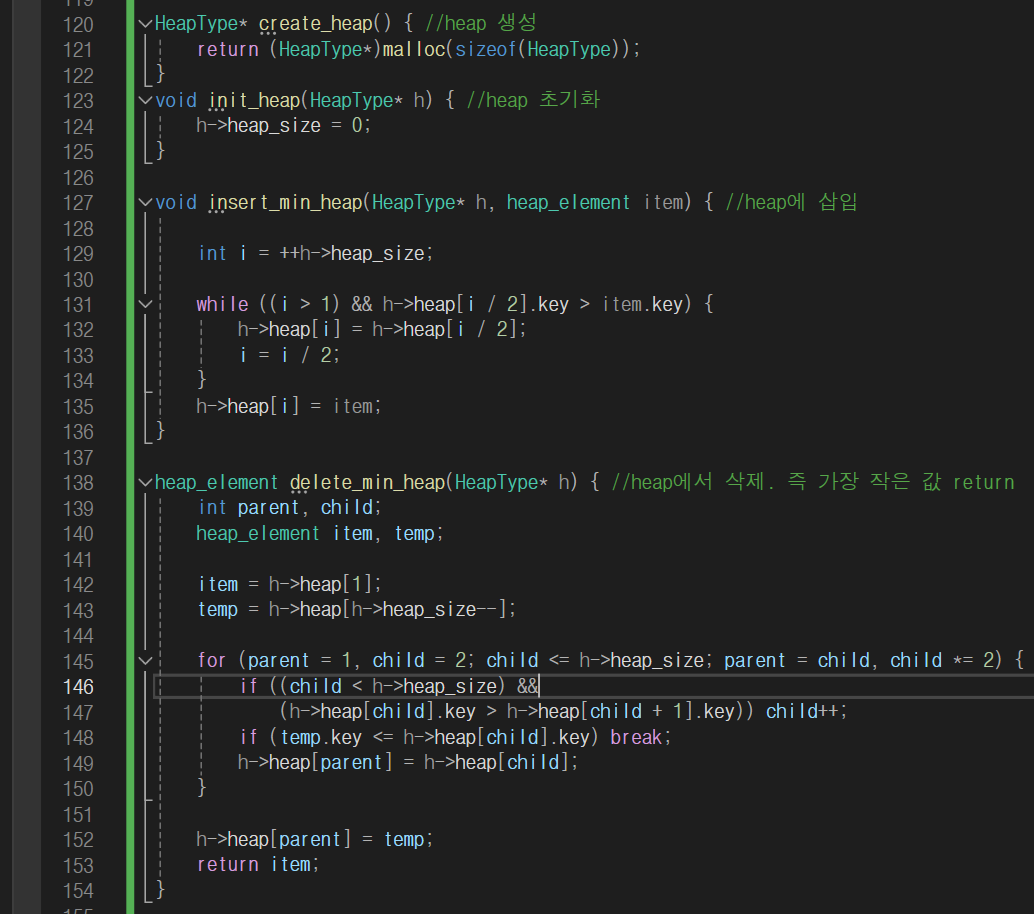 120 HeapType* create_heap() { //heap 생성
121 return (HeapType*)malloc(sizeof(HeapType));
122 }
123 void init_heap(HeapType* h) { //heap 초기화
124 h->heap_size = 0;
125 }
126
127 void insert_min_heap(HeapType* h, heap_element item) { //heap에 삽입
128
129 int i = ++h->heap_size;
130
131 while ((i > 1) && h->heap[i / 2].key > item.key) {
132 h->heap[i] = h->heap[i / 2];
133 i = i / 2;
134 }
135 h->heap[i] = item;
136 }
137
138 heap_element delete_min_heap(HeapType* h) { //heap에서 삭제. 즉 가장 작은 값 return
139 int parent, child;
140 heap_element item, temp;
141
142 item = h->heap[1];
143 temp = h->heap[h->heap_size--];
144
145 for (parent = 1, child = 2; child <= h->heap_size; parent = child, child *= 2) {
146 if ((child < h->heap_size) &&
147 (h->heap[child].key > h->heap[child + 1].key)) child++;
148 if (temp.key <= h->heap[child].key) break;
149 h->heap[parent] = h->heap[child];
150 }
151
152 h->heap[parent] = temp;
153 return item;
154 }